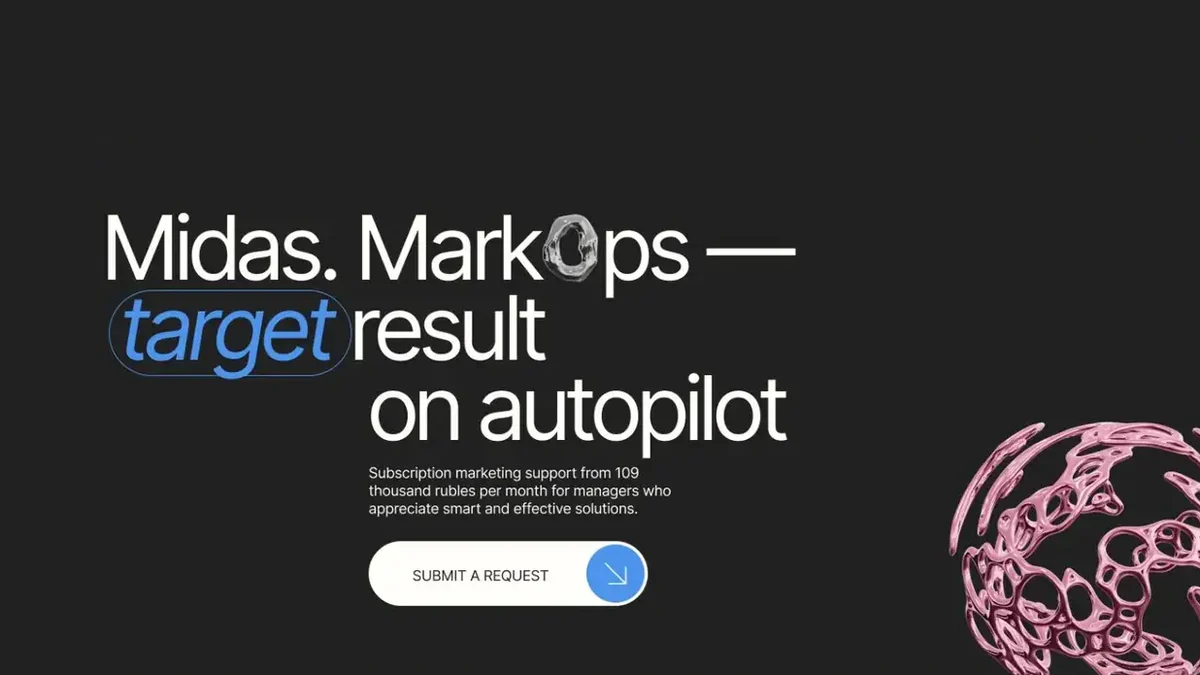 Midas. MarkOps —
target result
on autopilot
Subscription marketing support from 109
thousand rubles per month for managers who
appreciate smart and effective solutions.
SUBMIT A REQUEST